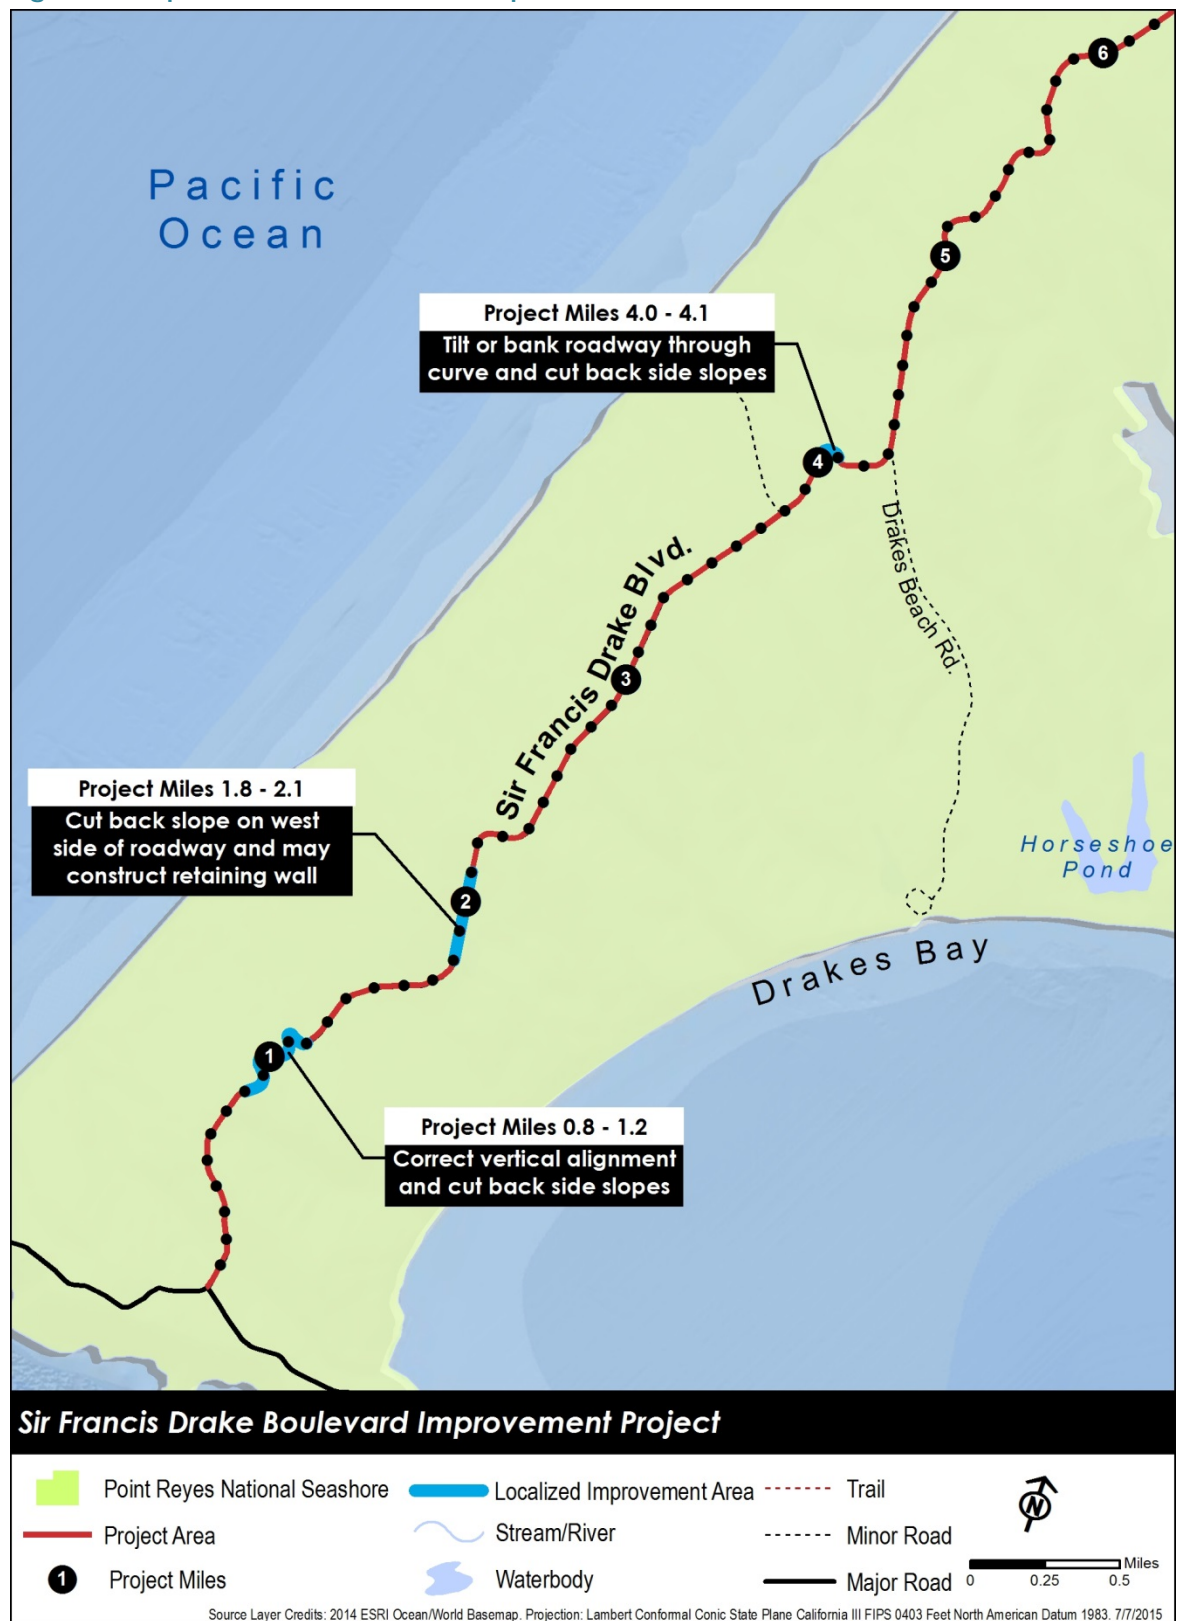 Pacific
Ocean
6
5
Project Miles 4.0 - 4.1
Tilt or bank roadway through
curve and cut back side slopes
4
Drakes Beach Rd.
Sir Francis Drake Blvd.
3
Project Miles 1.8 - 2.1
Cut back slope on west
side of roadway and may
construct retaining wall
2
Horseshoe
Pond
Drakes Bay
1
Project Miles 0.8 - 1.2
Correct vertical alignment
and cut back side slopes
Sir Francis Drake Boulevard Improvement Project
Point Reyes National Seashore
Localized Improvement Area
Trail
N
Project Area
Stream/River
Minor Road
1 Project Miles
Waterbody
Major Road
0 0.25 0.5 Miles
Source Layer Credits: 2014 ESRI Ocean/World Basemap. Projection: Lambert Conformal Conic State Plane California III FIPS 0403 Feet North American Datum 1983. 7/7/2015